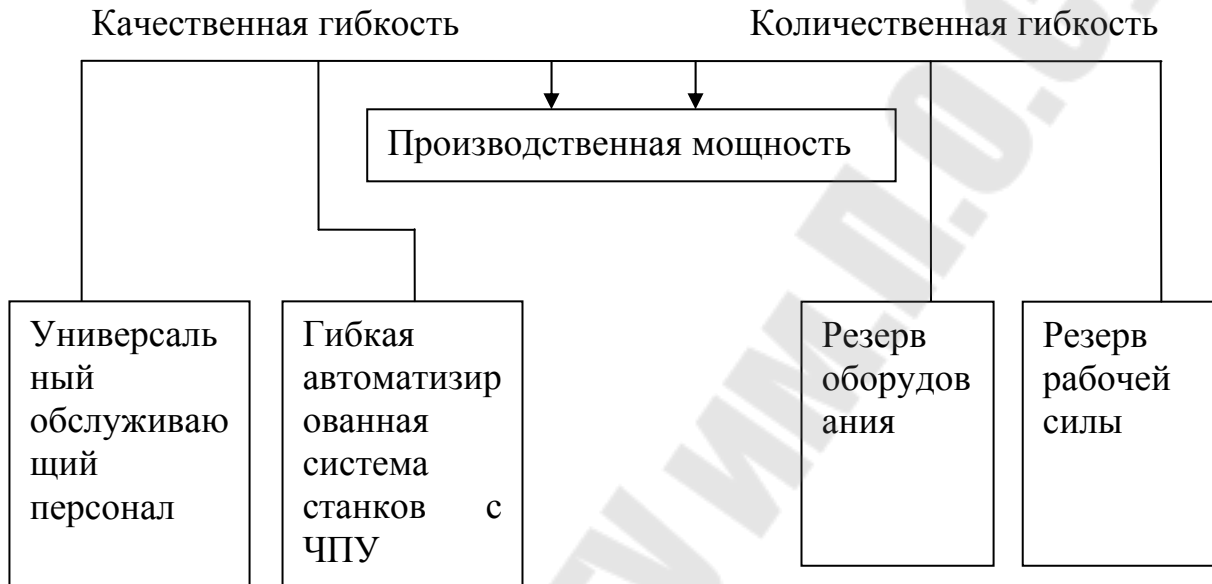 Качественная гибкость
Количественная гибкость
Производственная мощность
Универсаль
ный
обслуживаю
щий
персонал
Гибкая
автоматизир
ованная
система
станков с
ЧПУ
Резерв
оборудов
ания
Резерв
рабочей
силы